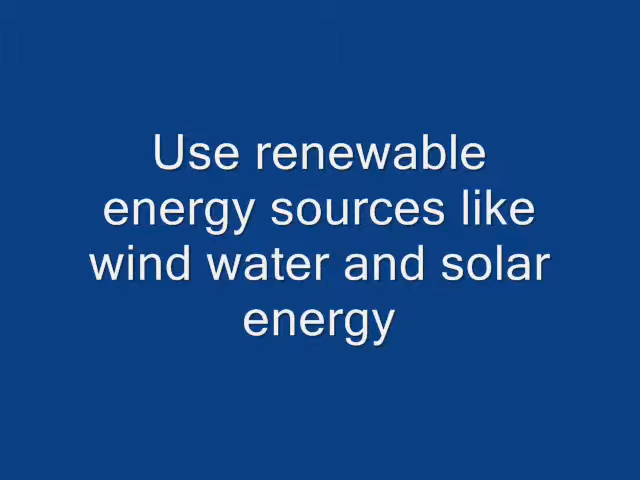 Use renewable
energy sources like
wind water and solar
energy